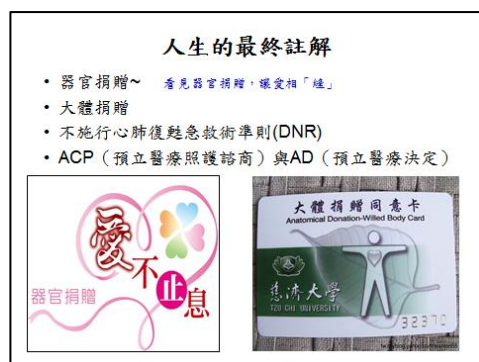 人生的最終註解
• 器官捐贈~ 看見器官捐贈，讓愛相「縫」
• 大體捐贈
• 不施行心肺復甦急救術準則(DNR)
• ACP（預立醫療照護諮商）與AD（預立醫療決定）
愛不止息
器官捐贈
大體捐贈同意卡
Anatomical Donation-Willed Body Card
慈濟大學
TZU CHI UNIVERSITY
32370